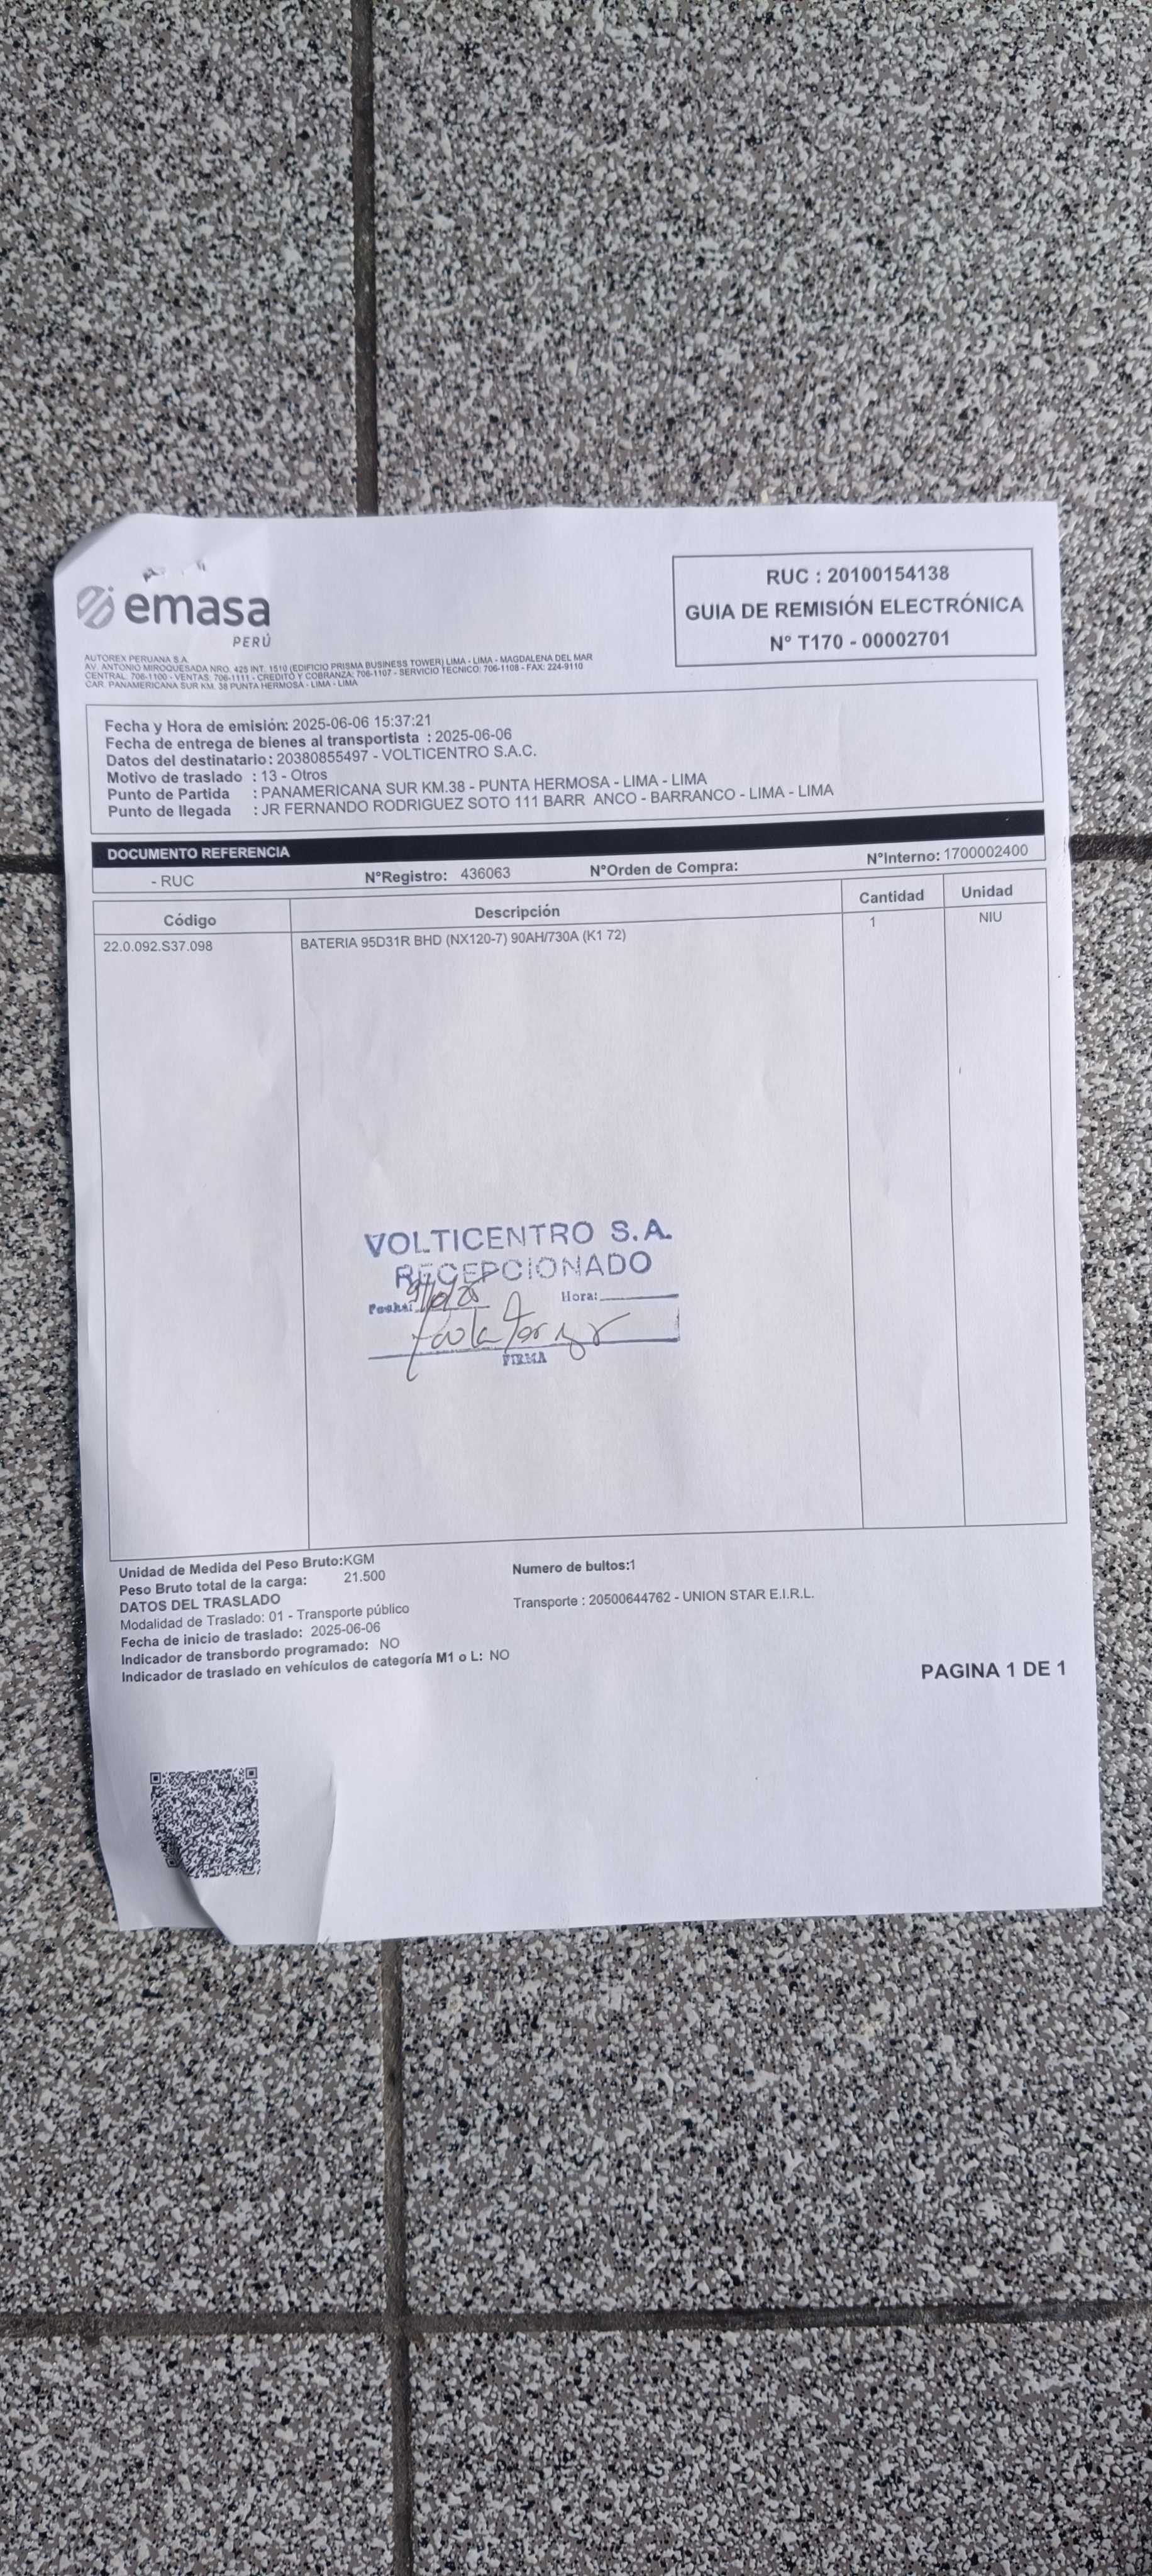 emasa
PERÚ
RUC : 20100154138
GUIA DE REMISIÓN ELECTRÓNICA
N° T170 - 00002701
AUTOREX PERUANA S.A.
AV. ANTONIO MIROQUESADA NRO. 425 INT. 1510 (EDIFICIO PRISMA BUSINESS TOWER) LIMA - LIMA - MAGDALENA DEL MAR
CENTRAL: 706-1100 - VENTAS: 706-1111 - CREDITO Y COBRANZA: 706-1107 - SERVICIO TECNICO: 706-1108 - FAX: 224-9110
CAR. PANAMERICANA SUR KM. 38 PUNTA HERMOSA - LIMA - LIMA
Fecha y Hora de emisión: 2025-06-06 15:37:21
Fecha de entrega de bienes al transportista : 2025-06-06
Datos del destinatario : 20380855497 - VOLTICENTRO S.A.C.
Motivo de traslado : 13 - Otros
Punto de Partida : PANAMERICANA SUR KM.38 - PUNTA HERMOSA - LIMA - LIMA
Punto de llegada : JR FERNANDO RODRIGUEZ SOTO 111 BARR ANCO - BARRANCO - LIMA - LIMA
DOCUMENTO REFERENCIA
- RUC N°Registro: 436063 N°Orden de Compra: N°Interno: 1700002400
Código Descripción Cantidad Unidad
22.0.092.S37.098 BATERIA 95D31R BHD (NX120-7) 90AH/730A (K1 72) 1 NIU
VOLTICENTRO S.A.
RECEPCIONADO
Fecha: Hora:
FIRMA
Unidad de Medida del Peso Bruto:KGM Numero de bultos:1
Peso Bruto total de la carga: 21.500
DATOS DEL TRASLADO Transporte : 20500644762 - UNION STAR E.I.R.L.
Modalidad de Traslado: 01 - Transporte público
Fecha de inicio de traslado: 2025-06-06
Indicador de transbordo programado: NO
Indicador de traslado en vehículos de categoría M1 o L: NO
PAGINA 1 DE 1